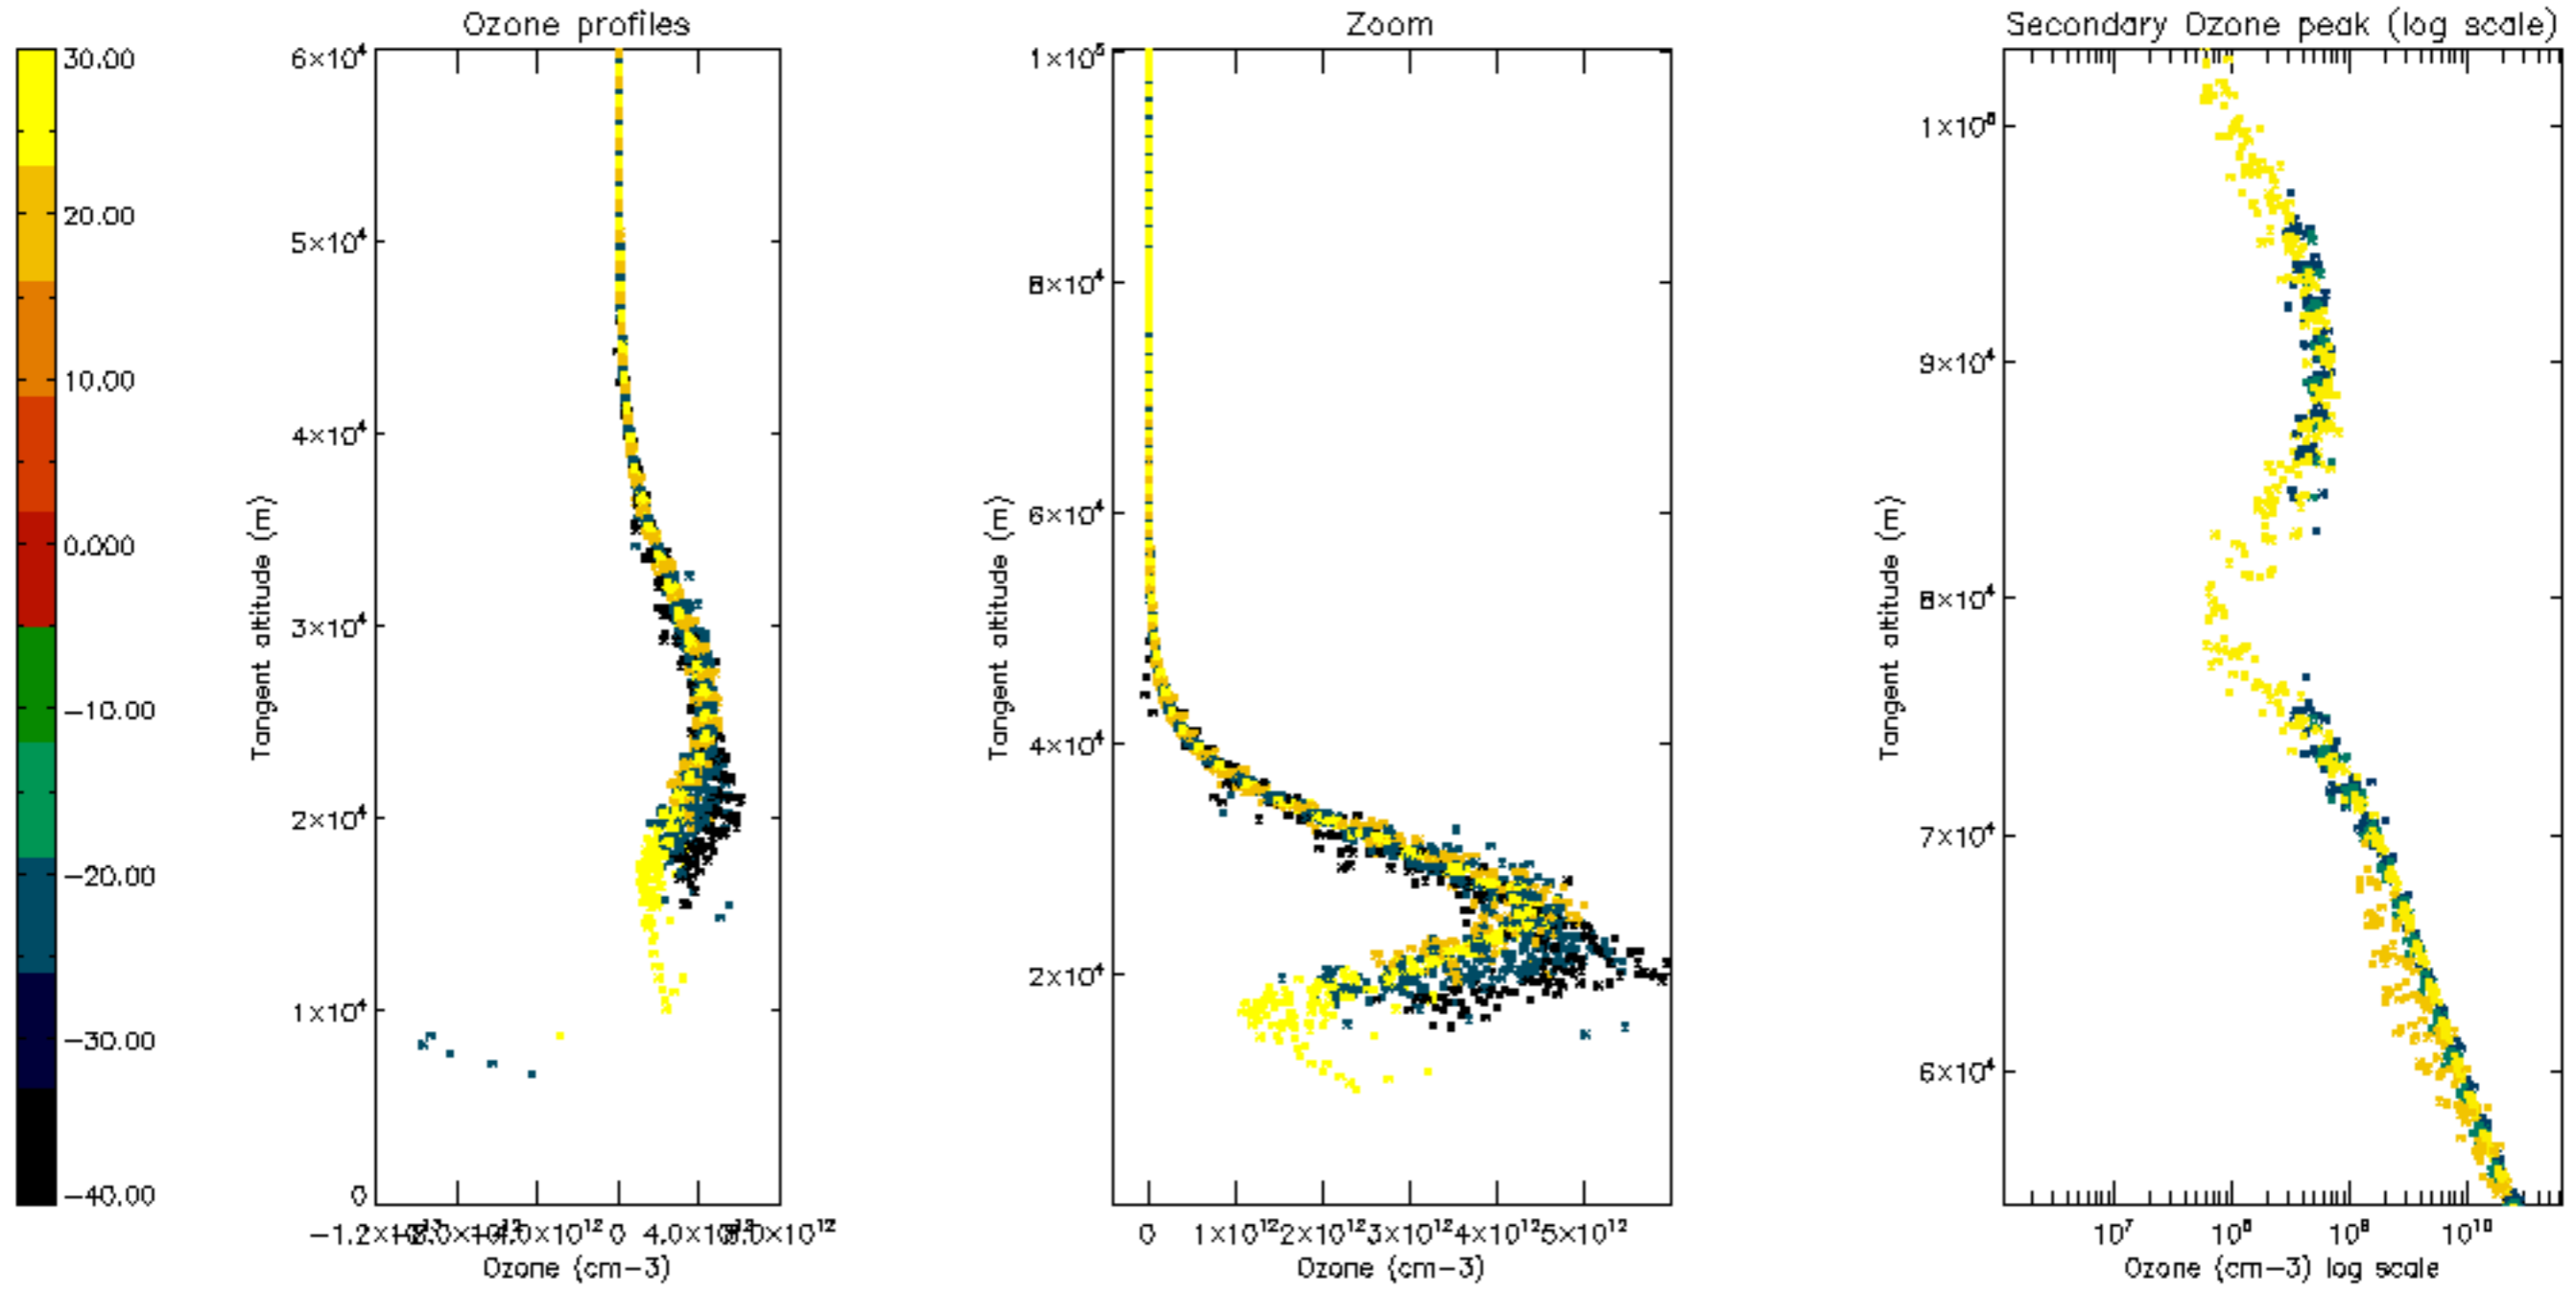 Ozone profiles
Zoom
Secondary Ozone peak (log scale)
30.00
20.00
10.00
0.000
−10.00
−20.00
−30.00
−40.00
6×10⁴
5×10⁴
4×10⁴
3×10⁴
2×10⁴
1×10⁴
0
Tangent altitude (m)
0
Ozone (cm−3)
1×10⁵
8×10⁴
6×10⁴
4×10⁴
2×10⁴
Tangent altitude (m)
0 1×10¹² 2×10¹² 3×10¹² 4×10¹² 5×10¹²
Ozone (cm−3)
9×10⁴
8×10⁴
7×10⁴
6×10⁴
Tangent altitude (m)
10⁷ 10⁸ 10⁹ 10¹⁰
Ozone (cm−3) log scale